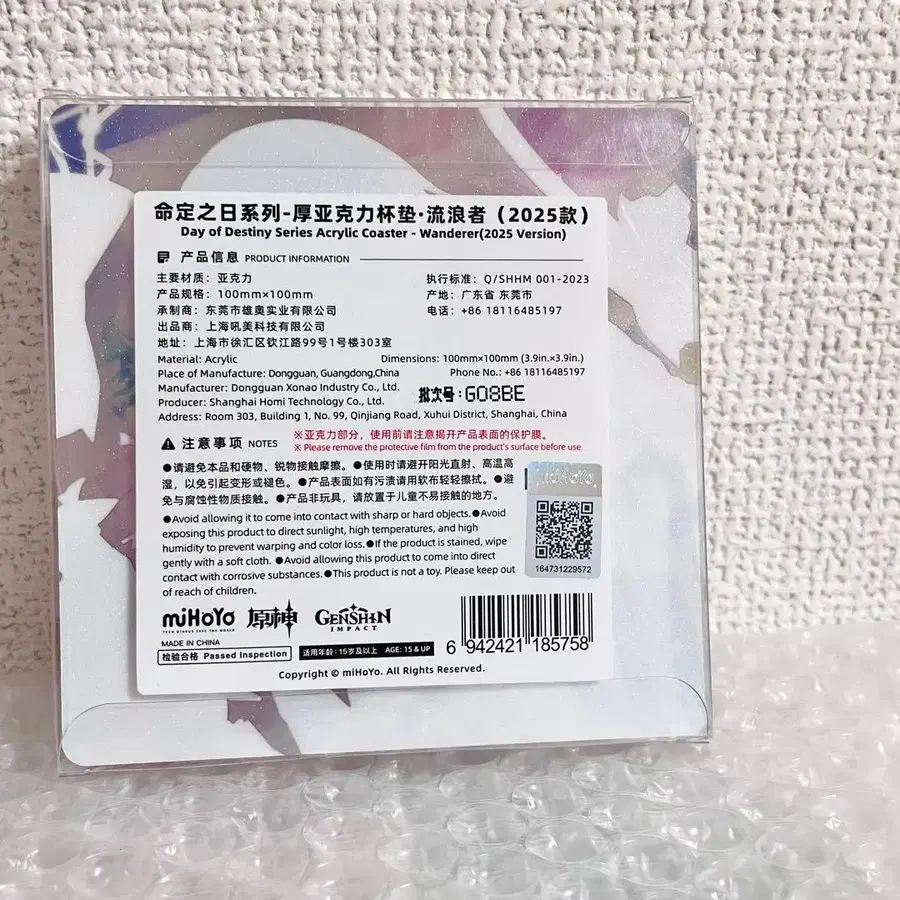 命定之日系列-厚亚克力杯垫·流浪者（2025款）
Day of Destiny Series Acrylic Coaster - Wanderer(2025 Version)
产品信息 PRODUCT INFORMATION
主要材质：亚克力
执行标准：Q/SHHM 001-2023
产品规格：100mm×100mm
产地：广东省 东莞市
承制商：东莞市雄奥实业有限公司
电话：+86 18116485197
出品商：上海吼美科技有限公司
地址：上海市徐汇区钦江路99号1号楼303室
Material: Acrylic
Dimensions: 100mm×100mm (3.9in.×3.9in.)
Place of Manufacture: Dongguan, Guangdong,China
Phone No.: +86 18116485197
Manufacturer: Dongguan Xonao Industry Co., Ltd.
批次号:G08BE
Producer: Shanghai Homi Technology Co., Ltd.
Address: Room 303, Building 1, No. 99, Qinjiang Road, Xuhui District, Shanghai, China
注意事项 NOTES
※亚克力部分，使用前请注意揭开产品表面的保护膜。
※ Please remove the protective film from the product's surface before use.
●请避免本品和硬物、锐物接触摩擦。●使用时请避开阳光直射、高温高
湿，以免引起变形或褪色。●产品表面如有污渍请用软布轻轻擦拭。●避
免与腐蚀性物质接触。●产品非玩具，请放置于儿童不易接触的地方。
●Avoid allowing it to come into contact with sharp or hard objects.●Avoid
exposing this product to direct sunlight, high temperatures, and high
humidity to prevent warping and color loss.●If the product is stained, wipe
gently with a soft cloth. ●Avoid allowing this product to come into direct
contact with corrosive substances.●This product is not a toy. Please keep out
of reach of children.
miHoYo
164731229572
miHoYo
TECH OTAKUS SAVE THE WORLD
原神
GENSHIN
IMPACT
MADE IN CHINA
检验合格 Passed Inspection
适用年龄：15岁及以上 AGE: 15 & UP
6 942421 185758
Copyright © miHoYo. All Rights Reserved.